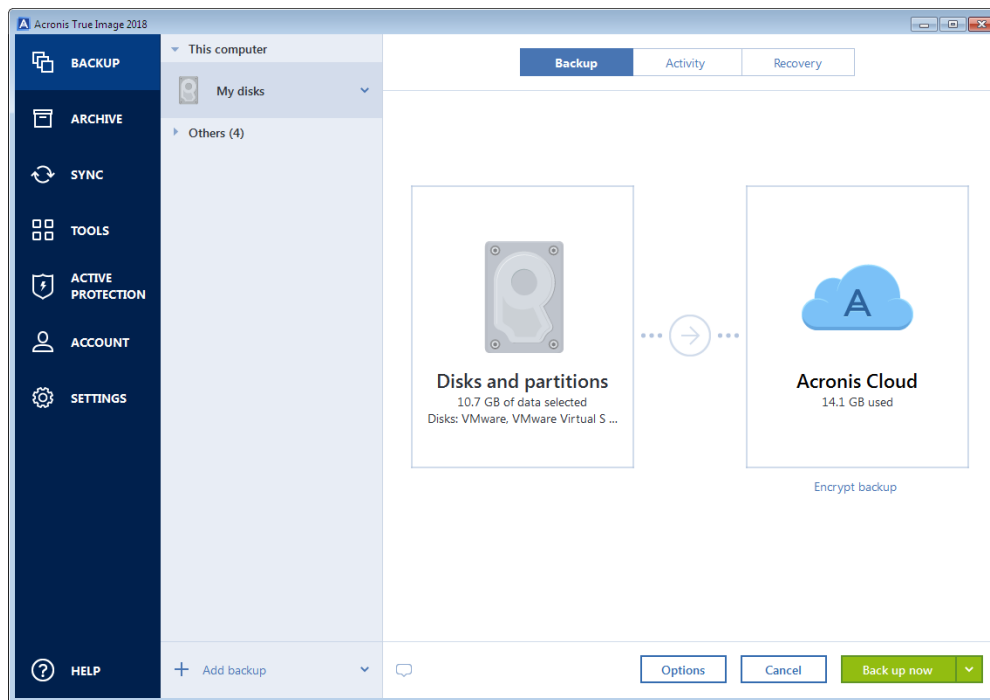 Acronis True Image 2018
BACKUP
ARCHIVE
SYNC
TOOLS
ACTIVE
PROTECTION
ACCOUNT
SETTINGS
HELP
This computer
My disks
Others (4)
Add backup
Backup
Activity
Recovery
Disks and partitions
10.7 GB of data selected
Disks: VMware, VMware Virtual S ...
Acronis Cloud
14.1 GB used
Encrypt backup
Options
Cancel
Back up now